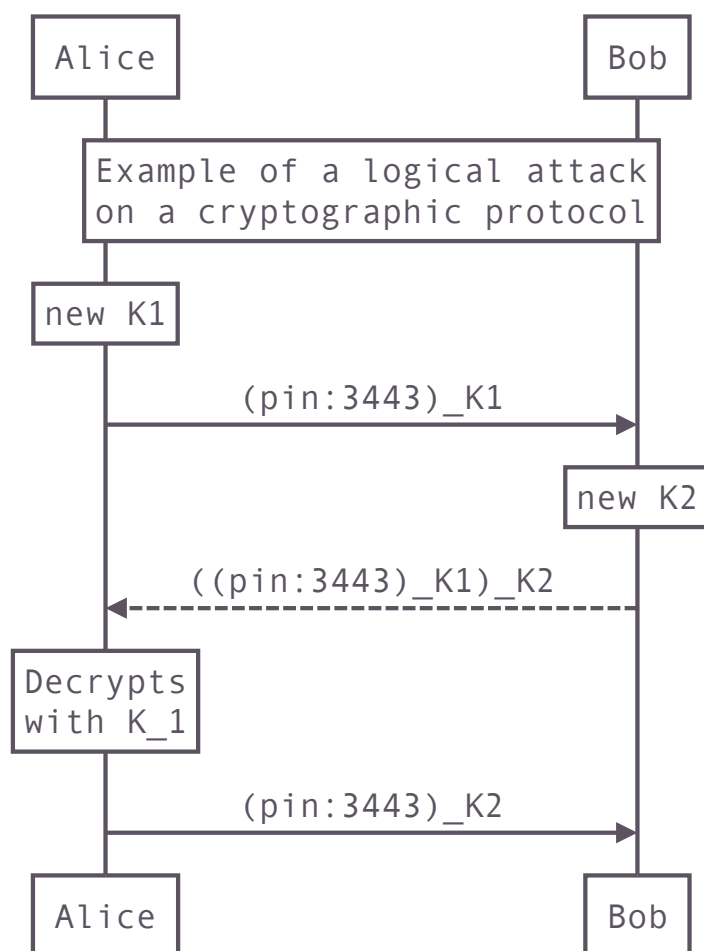 Alice
Bob
Example of a logical attack
on a cryptographic protocol
new K1
(pin:3443)_K1
new K2
((pin:3443)_K1)_K2
Decrypts
with K_1
(pin:3443)_K2
Alice
Bob